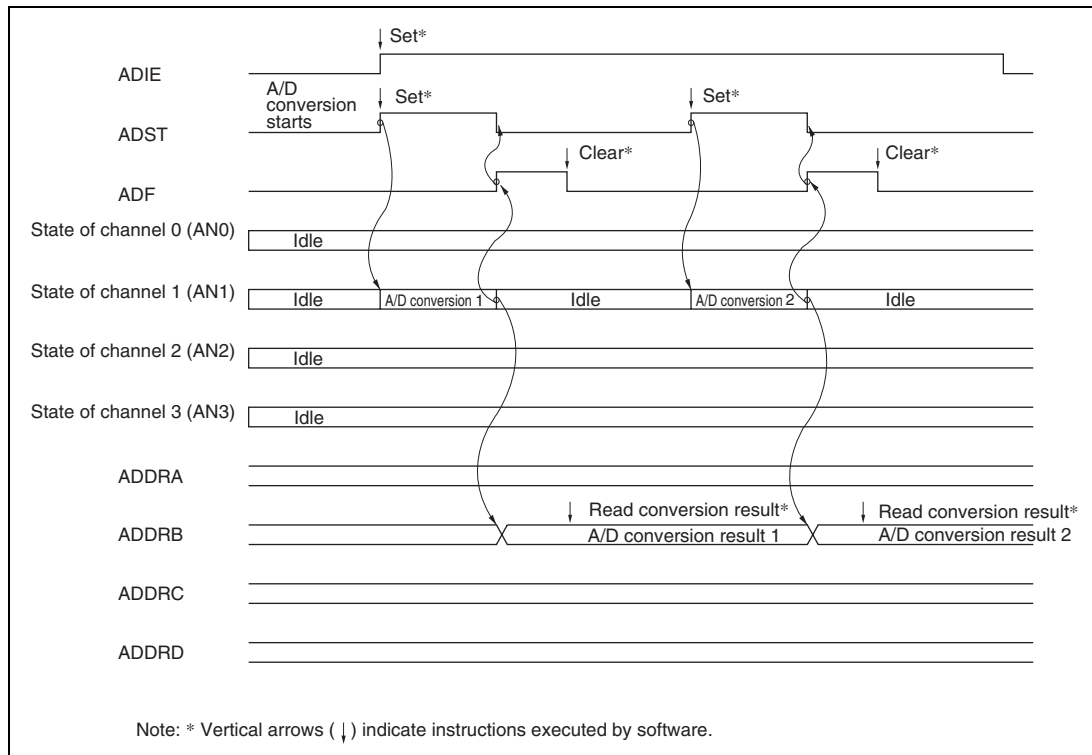 Set*
ADIE
A/D
conversion
starts
Set*
Set*
ADST
Clear*
Clear*
ADF
State of channel 0 (AN0)
Idle
State of channel 1 (AN1)
Idle
A/D conversion 1
Idle
A/D conversion 2
Idle
State of channel 2 (AN2)
Idle
State of channel 3 (AN3)
Idle
ADDRA
Read conversion result*
Read conversion result*
ADDRB
A/D conversion result 1
A/D conversion result 2
ADDRC
ADDRD
Note: * Vertical arrows (↓) indicate instructions executed by software.